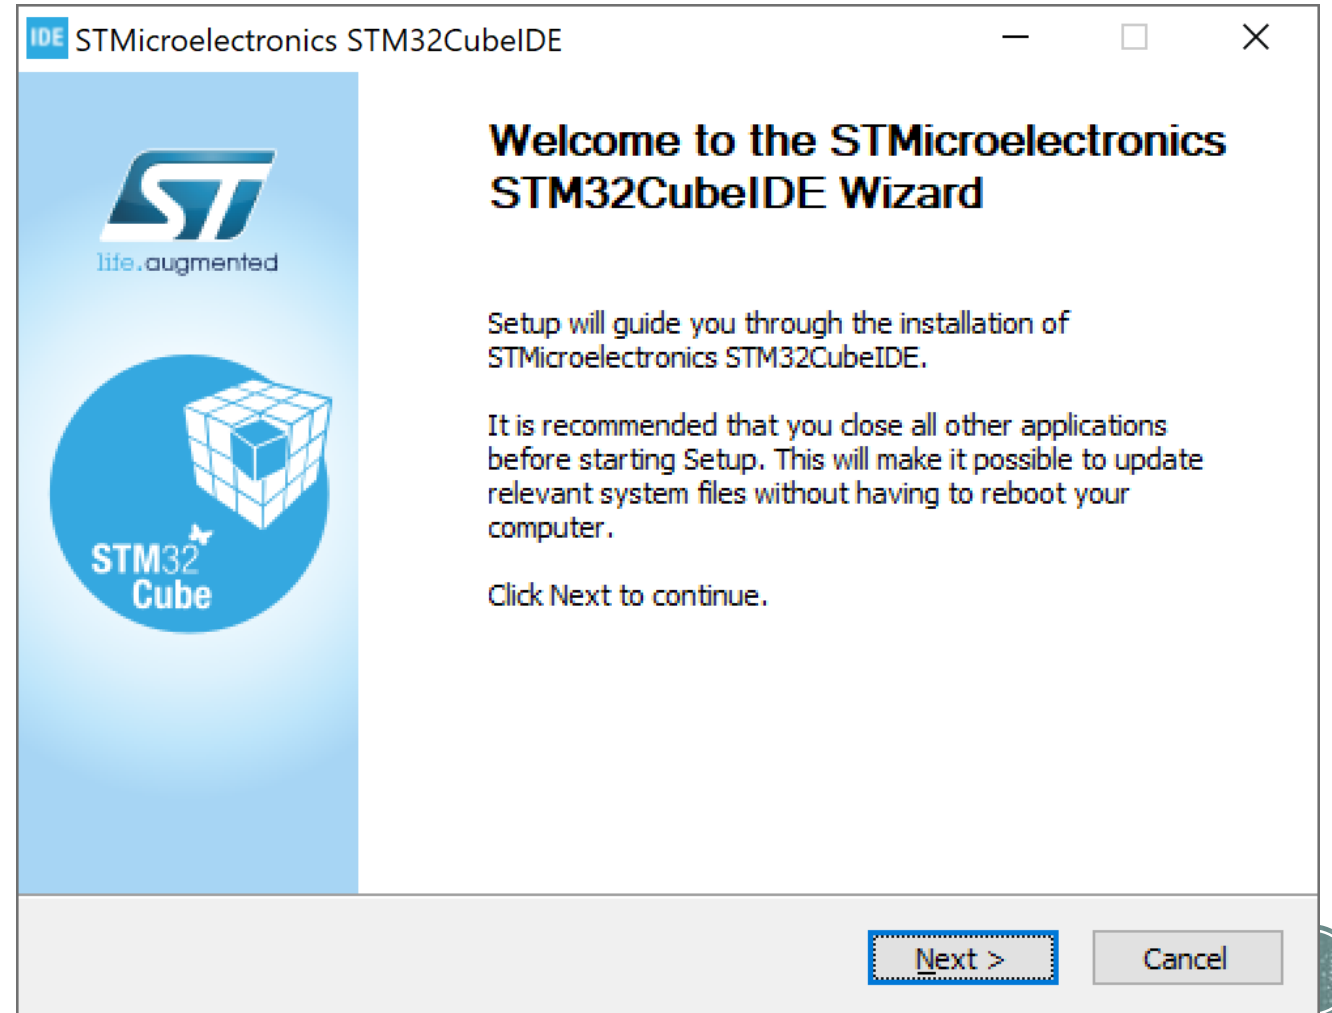 IDE STMicroelectronics STM32CubeIDE
ST
life.augmented
STM32
Cube
Welcome to the STMicroelectronics
STM32CubeIDE Wizard
Setup will guide you through the installation of
STMicroelectronics STM32CubeIDE.
It is recommended that you close all other applications
before starting Setup. This will make it possible to update
relevant system files without having to reboot your
computer.
Click Next to continue.
Next >
Cancel